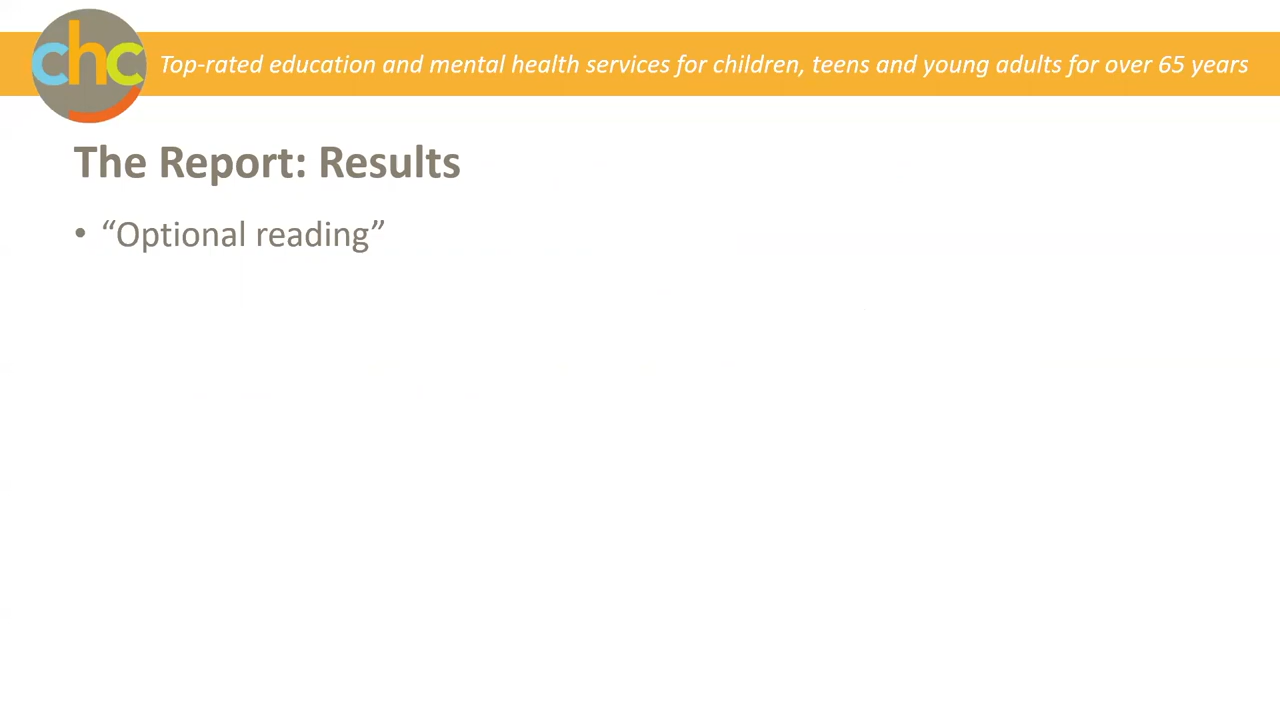 chc
Top-rated education and mental health services for children, teens and young adults for over 65 years
The Report: Results
• “Optional reading”